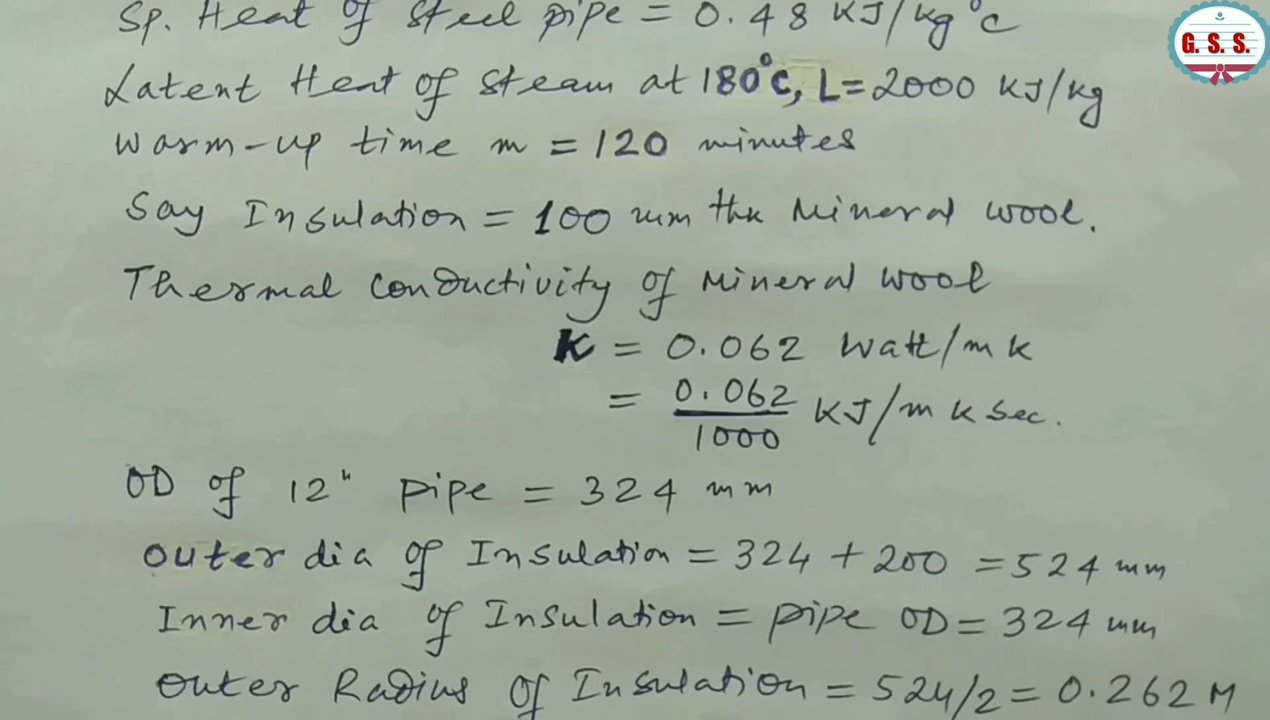 Sp. Heat of steel pipe = 0.48 KJ/kg°c
G. S. S.
Latent Heat of steam at 180°c, L=2000 KJ/kg
Warm-up time m = 120 minutes
Say Insulation = 100 mm thk Mineral wool.
Thermal conductivity of Mineral wool
K = 0.062 watt/m k
= 0.062/1000 KJ/m k sec.
OD of 12" pipe = 324 mm
Outer dia of Insulation = 324 + 200 = 524 mm
Inner dia of Insulation = pipe OD = 324 mm
Outer Radius of Insulation = 524/2 = 0.262 M